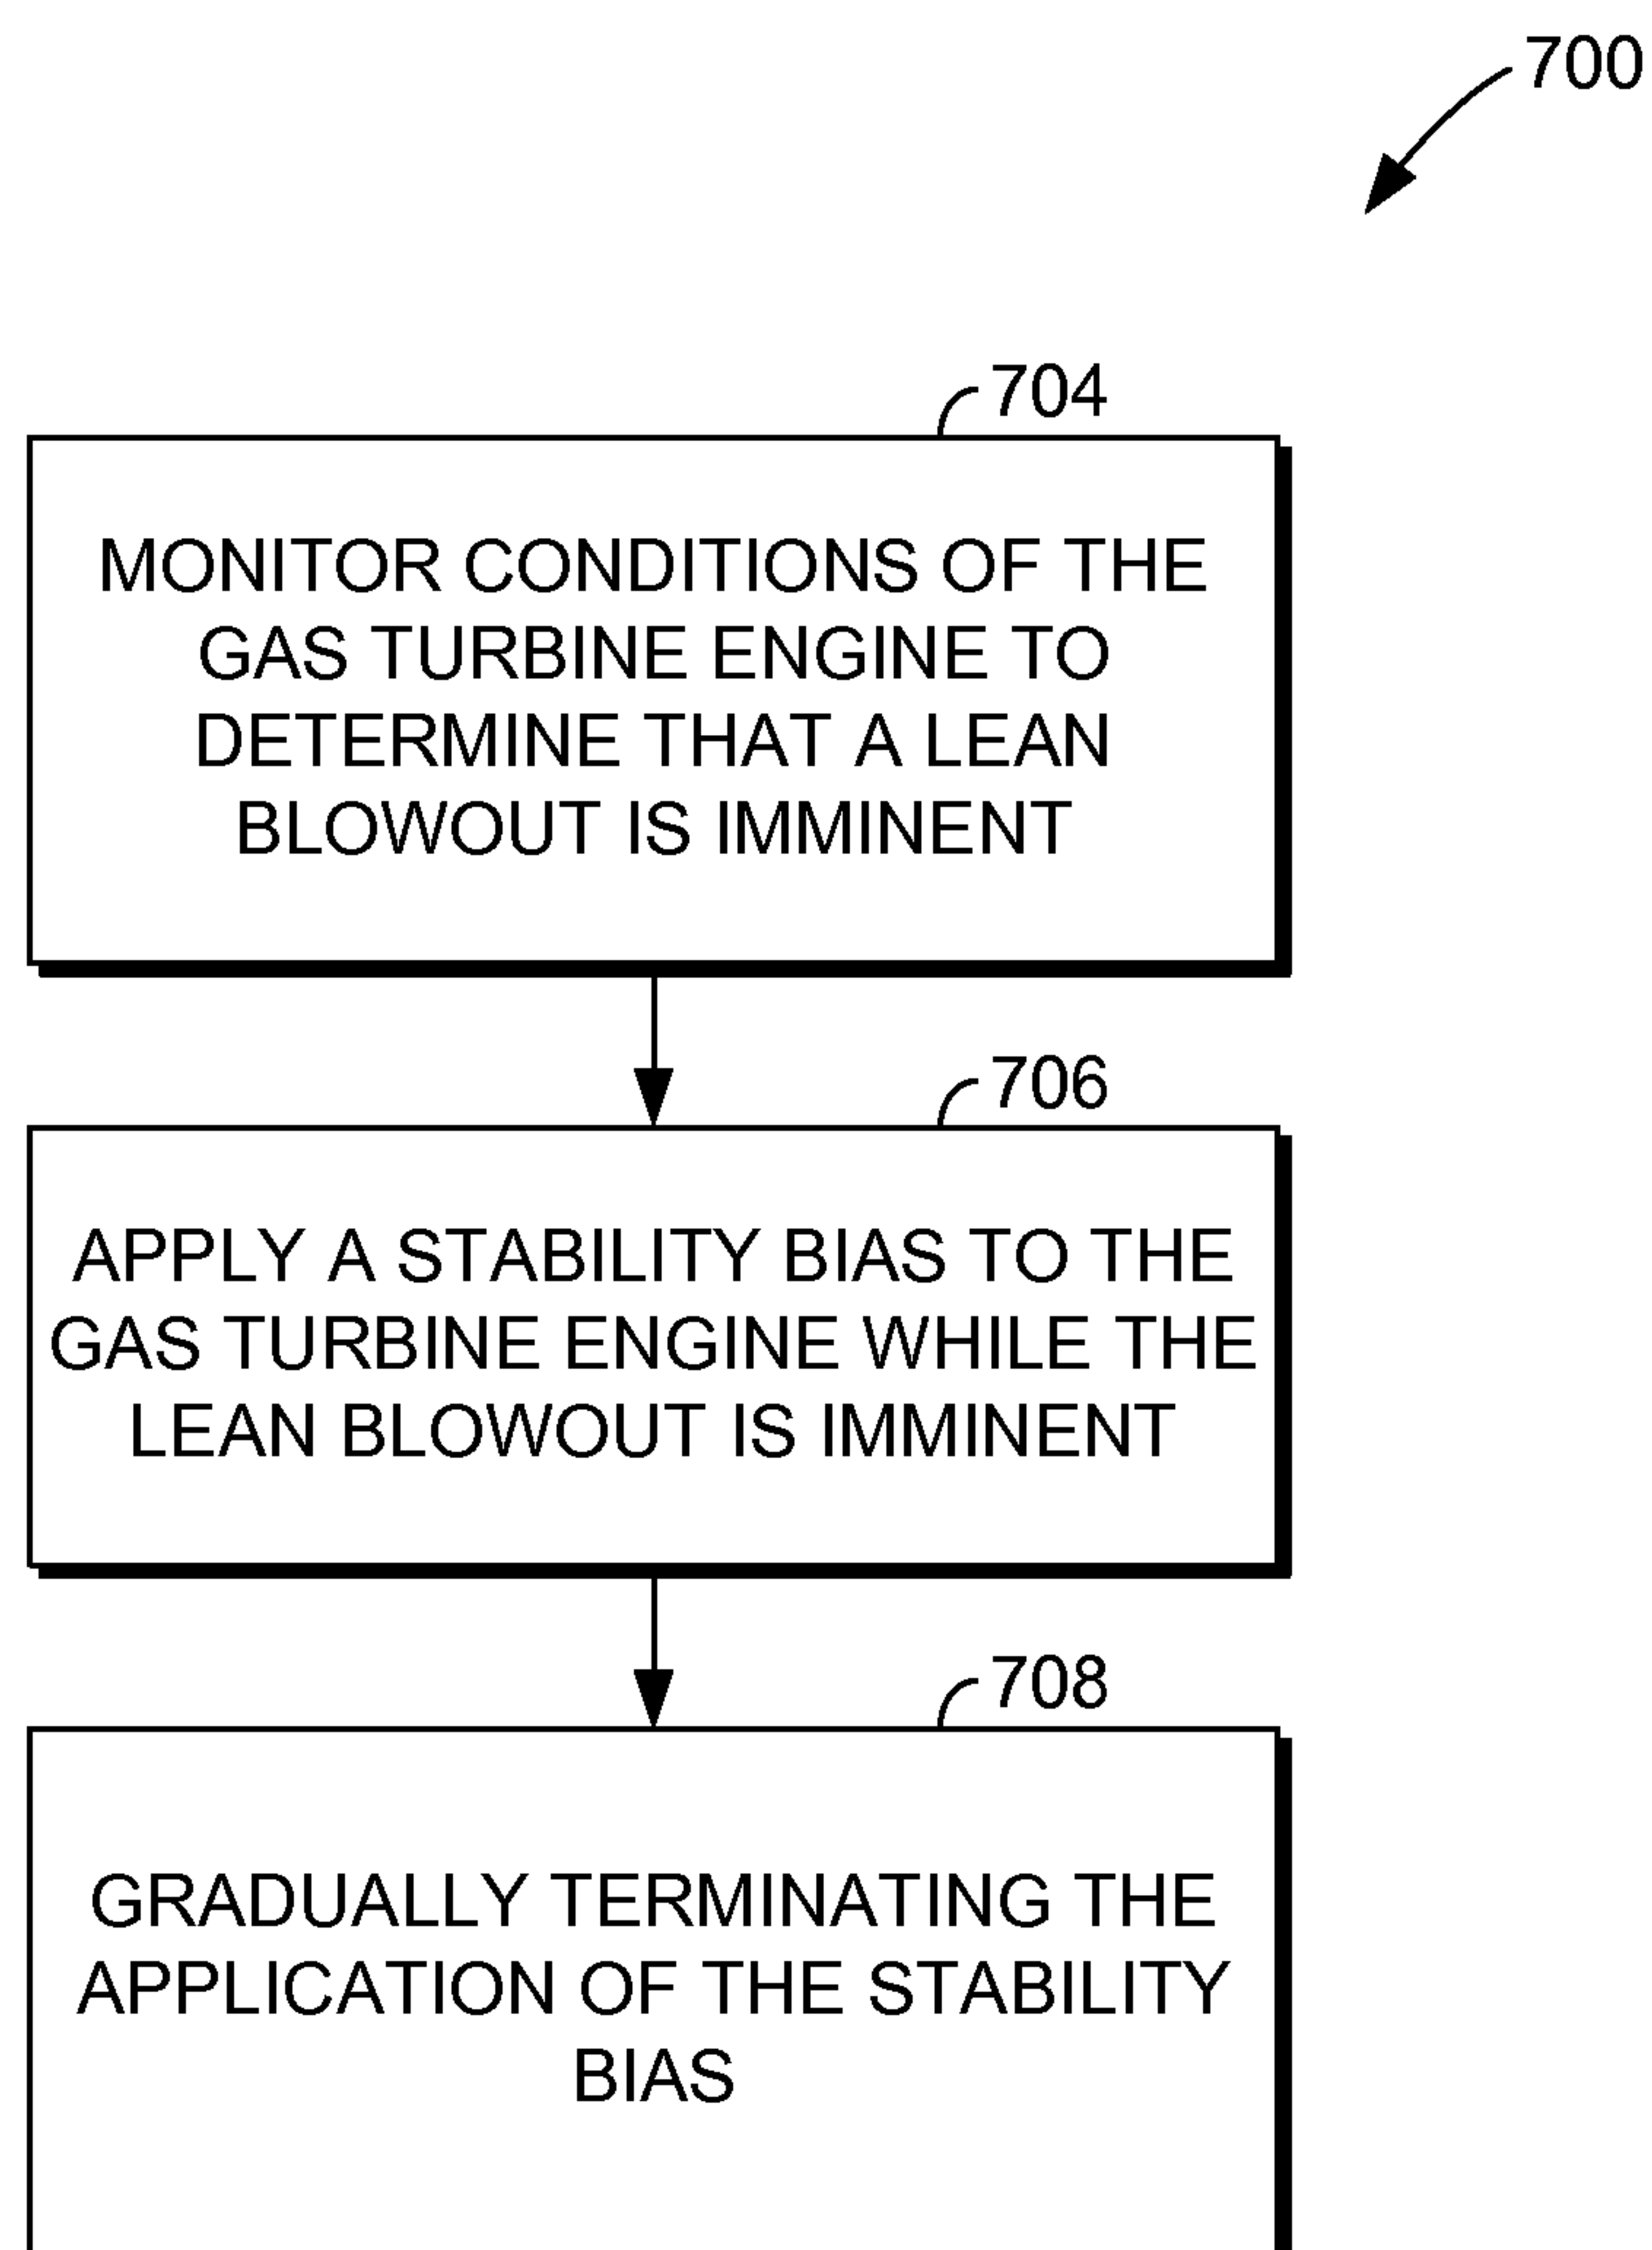 700
704
MONITOR CONDITIONS OF THE
GAS TURBINE ENGINE TO
DETERMINE THAT A LEAN
BLOWOUT IS IMMINENT
706
APPLY A STABILITY BIAS TO THE
GAS TURBINE ENGINE WHILE THE
LEAN BLOWOUT IS IMMINENT
708
GRADUALLY TERMINATING THE
APPLICATION OF THE STABILITY
BIAS